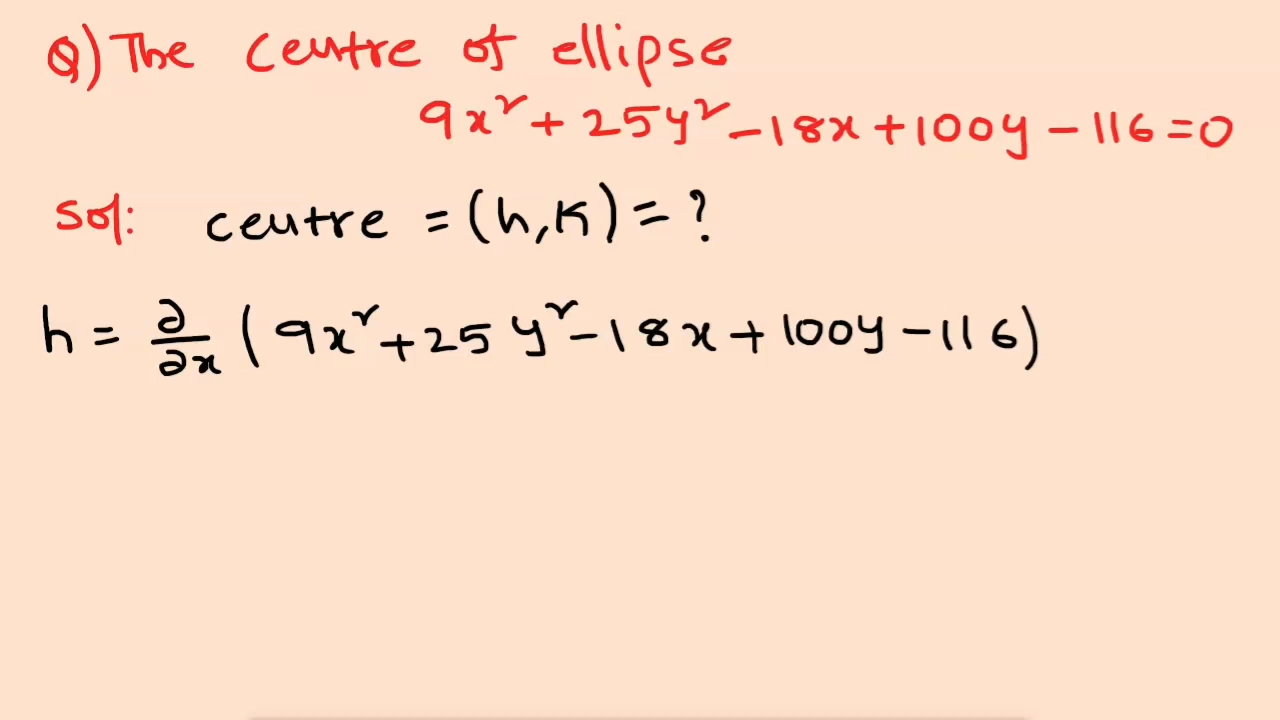 Q) The centre of ellipse
9x² + 25y² - 18x + 100y - 116 = 0
Sol: centre = (h, k) = ?
h = ∂/∂x (9x² + 25y² - 18x + 100y - 116)